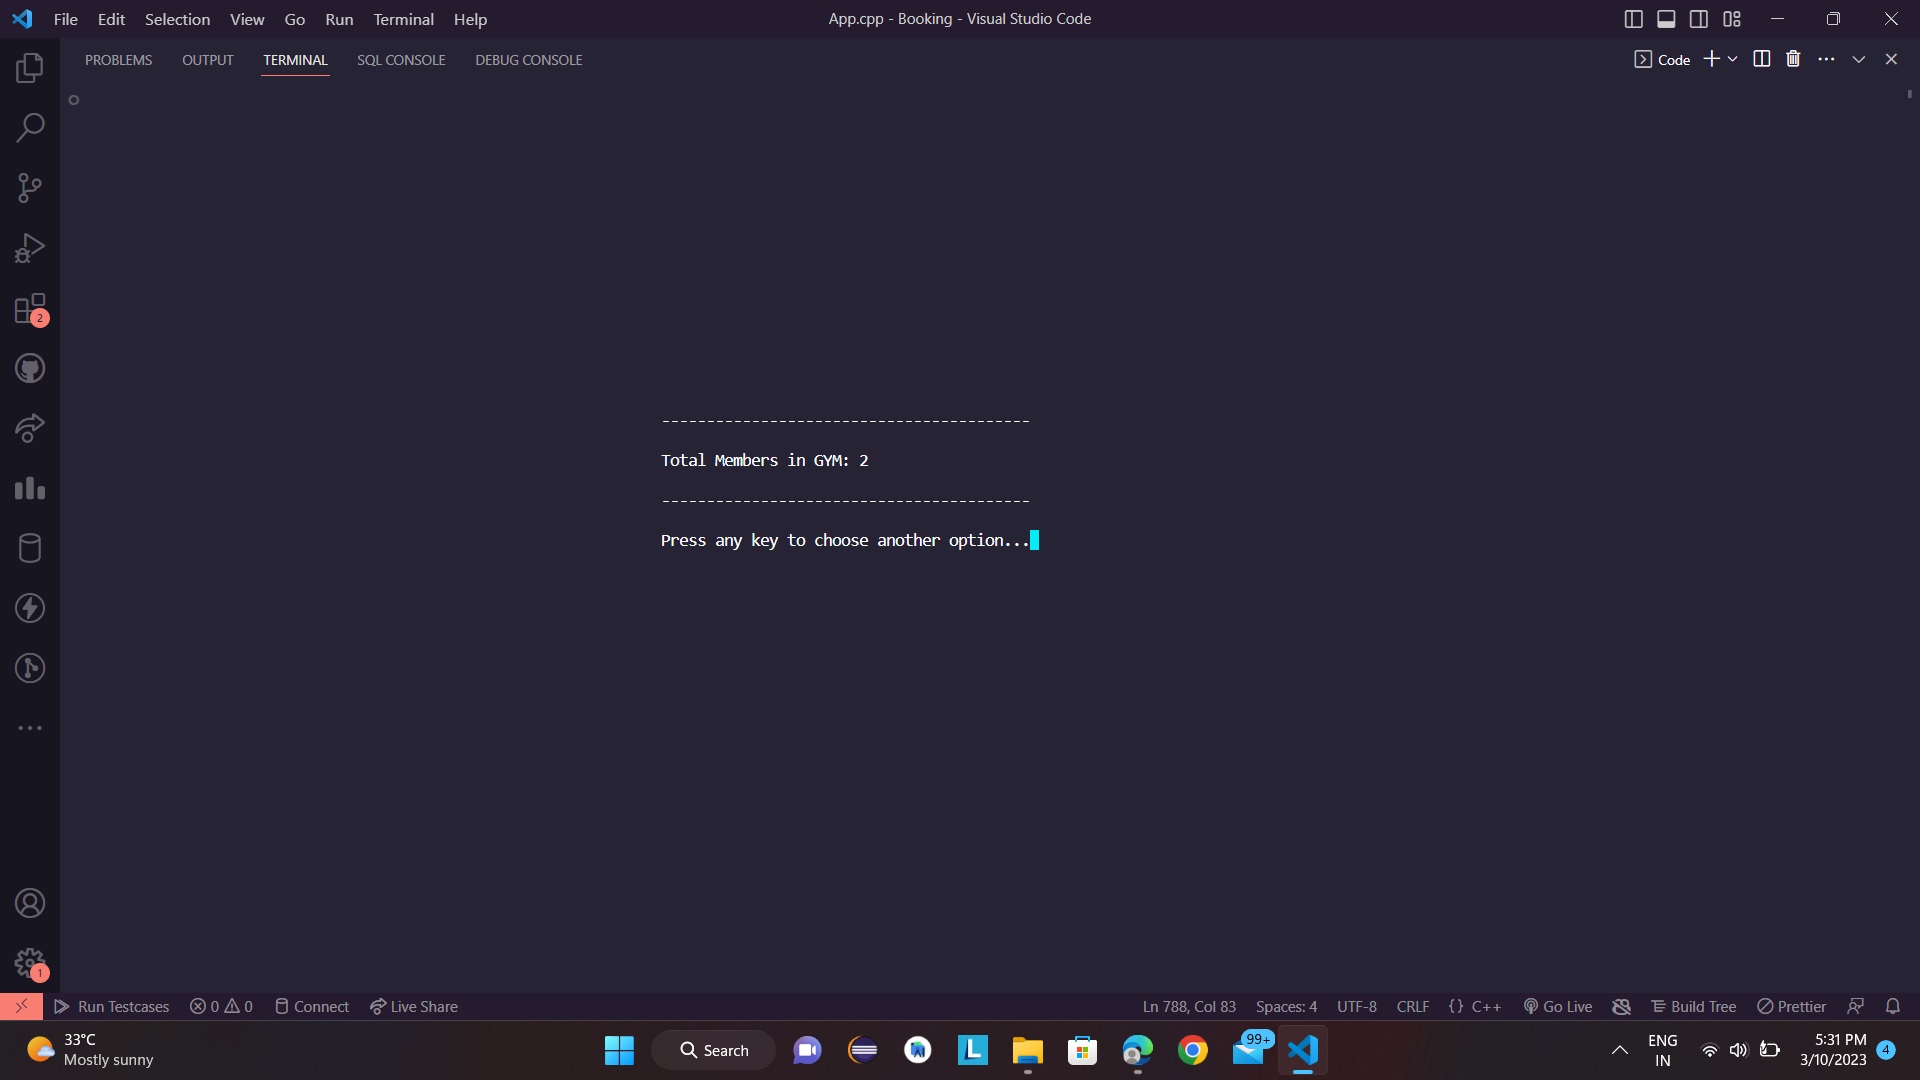 File Edit Selection View Go Run Terminal Help
App.cpp - Booking - Visual Studio Code
PROBLEMS OUTPUT TERMINAL SQL CONSOLE DEBUG CONSOLE
Code
2
-----------------------------------------
Total Members in GYM: 2
-----------------------------------------
Press any key to choose another option...
1
Run Testcases 0 0 Connect Live Share
Ln 788, Col 83 Spaces: 4 UTF-8 CRLF {} C++ Go Live Build Tree Prettier
33°C
Mostly sunny
Search
L
99+
ENG
IN
5:31 PM
3/10/2023
4